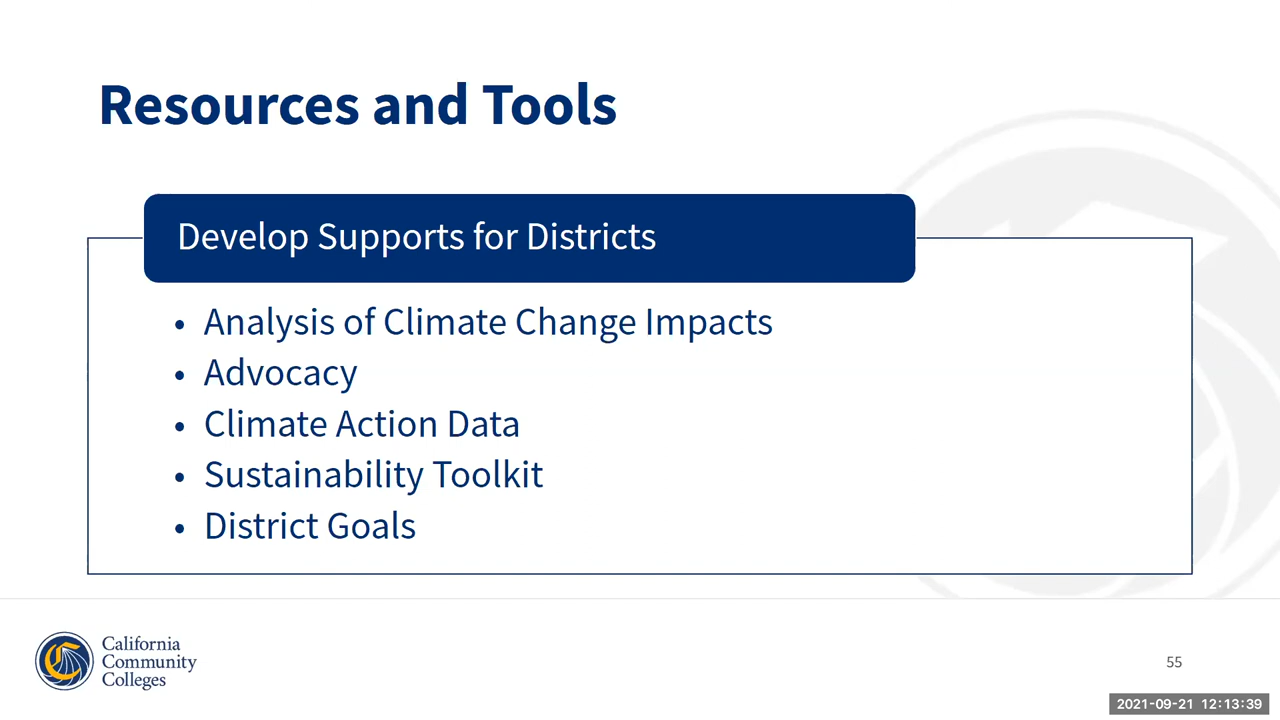 Resources and Tools
Develop Supports for Districts
• Analysis of Climate Change Impacts
• Advocacy
• Climate Action Data
• Sustainability Toolkit
• District Goals
California
Community
Colleges
55
2021-09-21 12:13:39